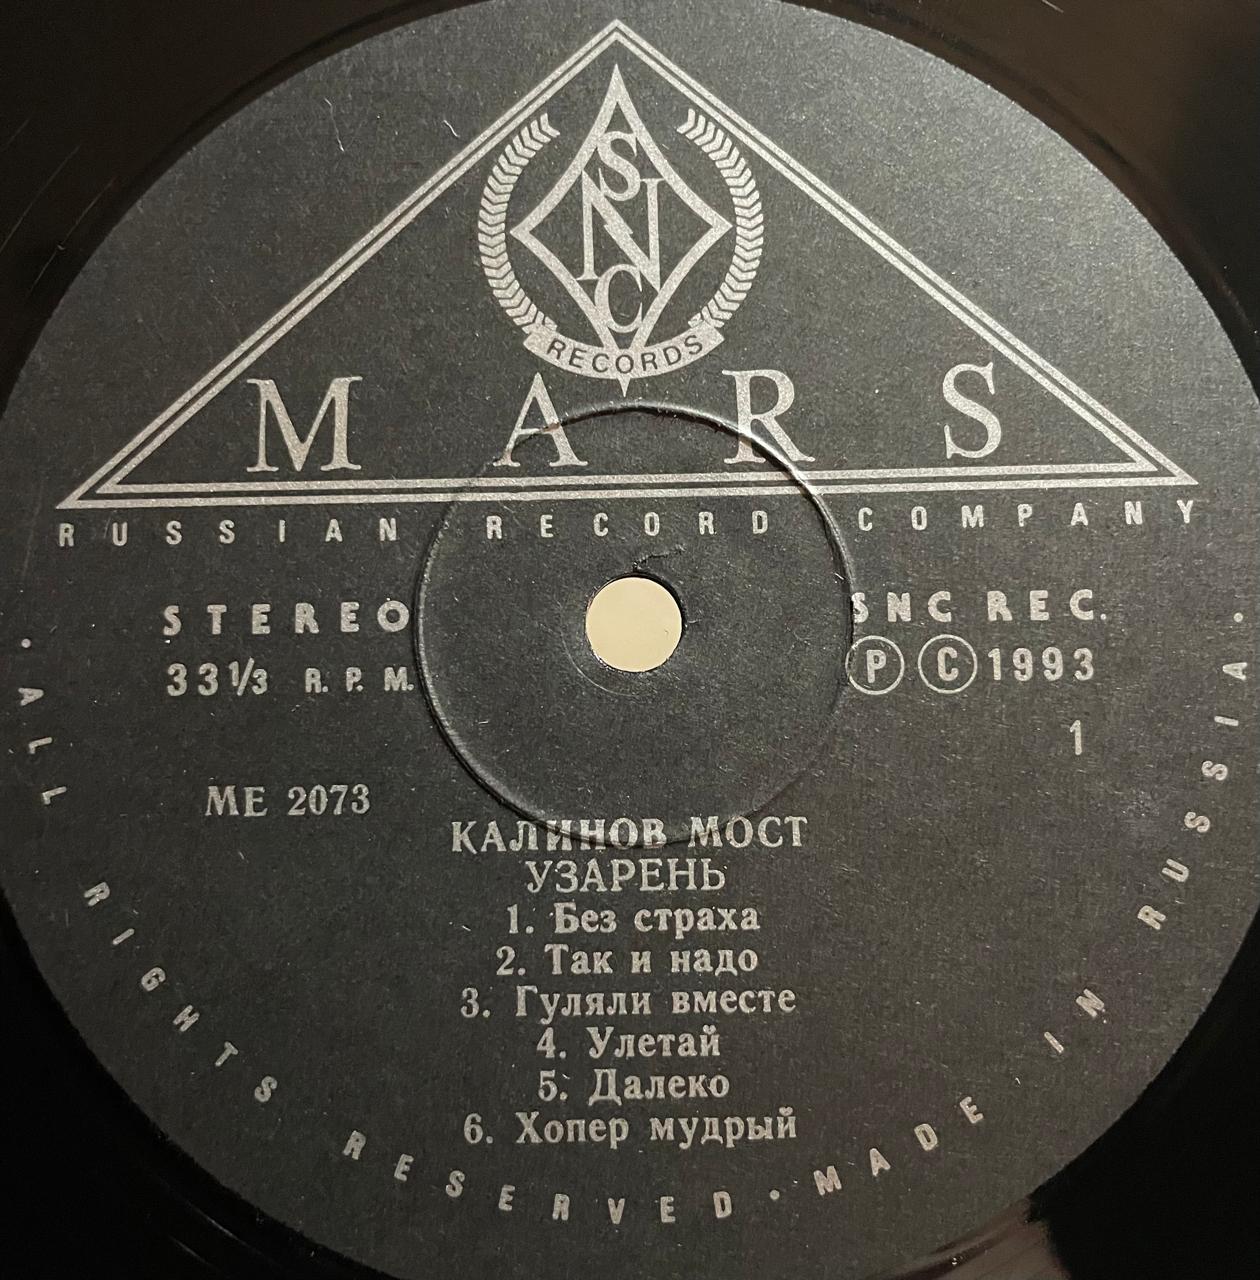 SNC
RECORDS
MARS
RUSSIAN RECORD COMPANY
STEREO
SNC REC.
33 1/3 R.P.M.
Ⓟ Ⓒ 1993
1
МЕ 2073
КАЛИНОВ МОСТ
УЗАРЕНЬ
1. Без страха
2. Так и надо
3. Гуляли вместе
4. Улетай
5. Далеко
6. Хопер мудрый
· ALL RIGHTS RESERVED · MADE IN RUSSIA ·